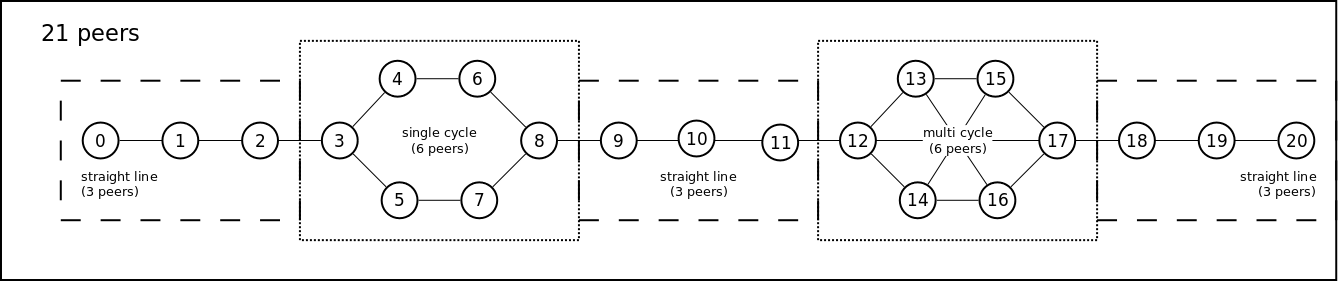 21 peers
4
6
13
15
0
1
2
3
single cycle
(6 peers)
8
9
10
11
12
multi cycle
(6 peers)
17
18
19
20
straight line
(3 peers)
straight line
(3 peers)
straight line
(3 peers)
5
7
14
16